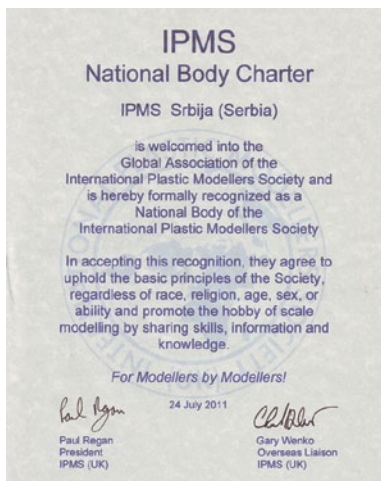 IPMS
National Body Charter
IPMS Srbija (Serbia)
is welcomed into the
Global Association of the
International Plastic Modellers Society and
is hereby formally recognized as a
National Body of the
International Plastic Modellers Society
In accepting this recognition, they agree to
uphold the basic principles of the Society,
regardless of race, religion, age, sex, or
ability and promote the hobby of scale
modelling by sharing skills, information and
knowledge.
For Modellers by Modellers!
24 July 2011
Paul Regan
President
IPMS (UK)
Gary Wenko
Overseas Liaison
IPMS (UK)